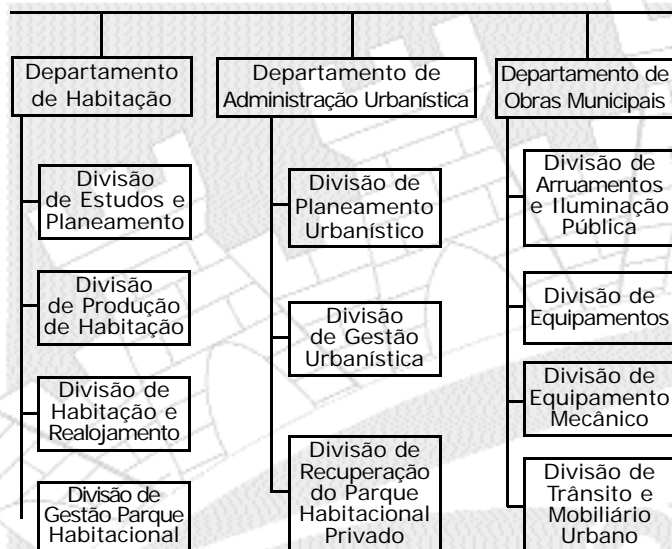 Departamento
de Habitação
Divisão
de Estudos e
Planeamento
Divisão
de Produção
de Habitação
Divisão de
Habitação e
Realojamento
Divisão de
Gestão Parque
Habitacional
Departamento de
Administração Urbanística
Divisão de
Planeamento
Urbanístico
Divisão
de Gestão
Urbanística
Divisão de
Recuperação
do Parque
Habitacional
Privado
Departamento de
Obras Municipais
Divisão de
Arruamentos
e Iluminação
Pública
Divisão de
Equipamentos
Divisão de
Equipamento
Mecânico
Divisão de
Trânsito e
Mobiliário
Urbano